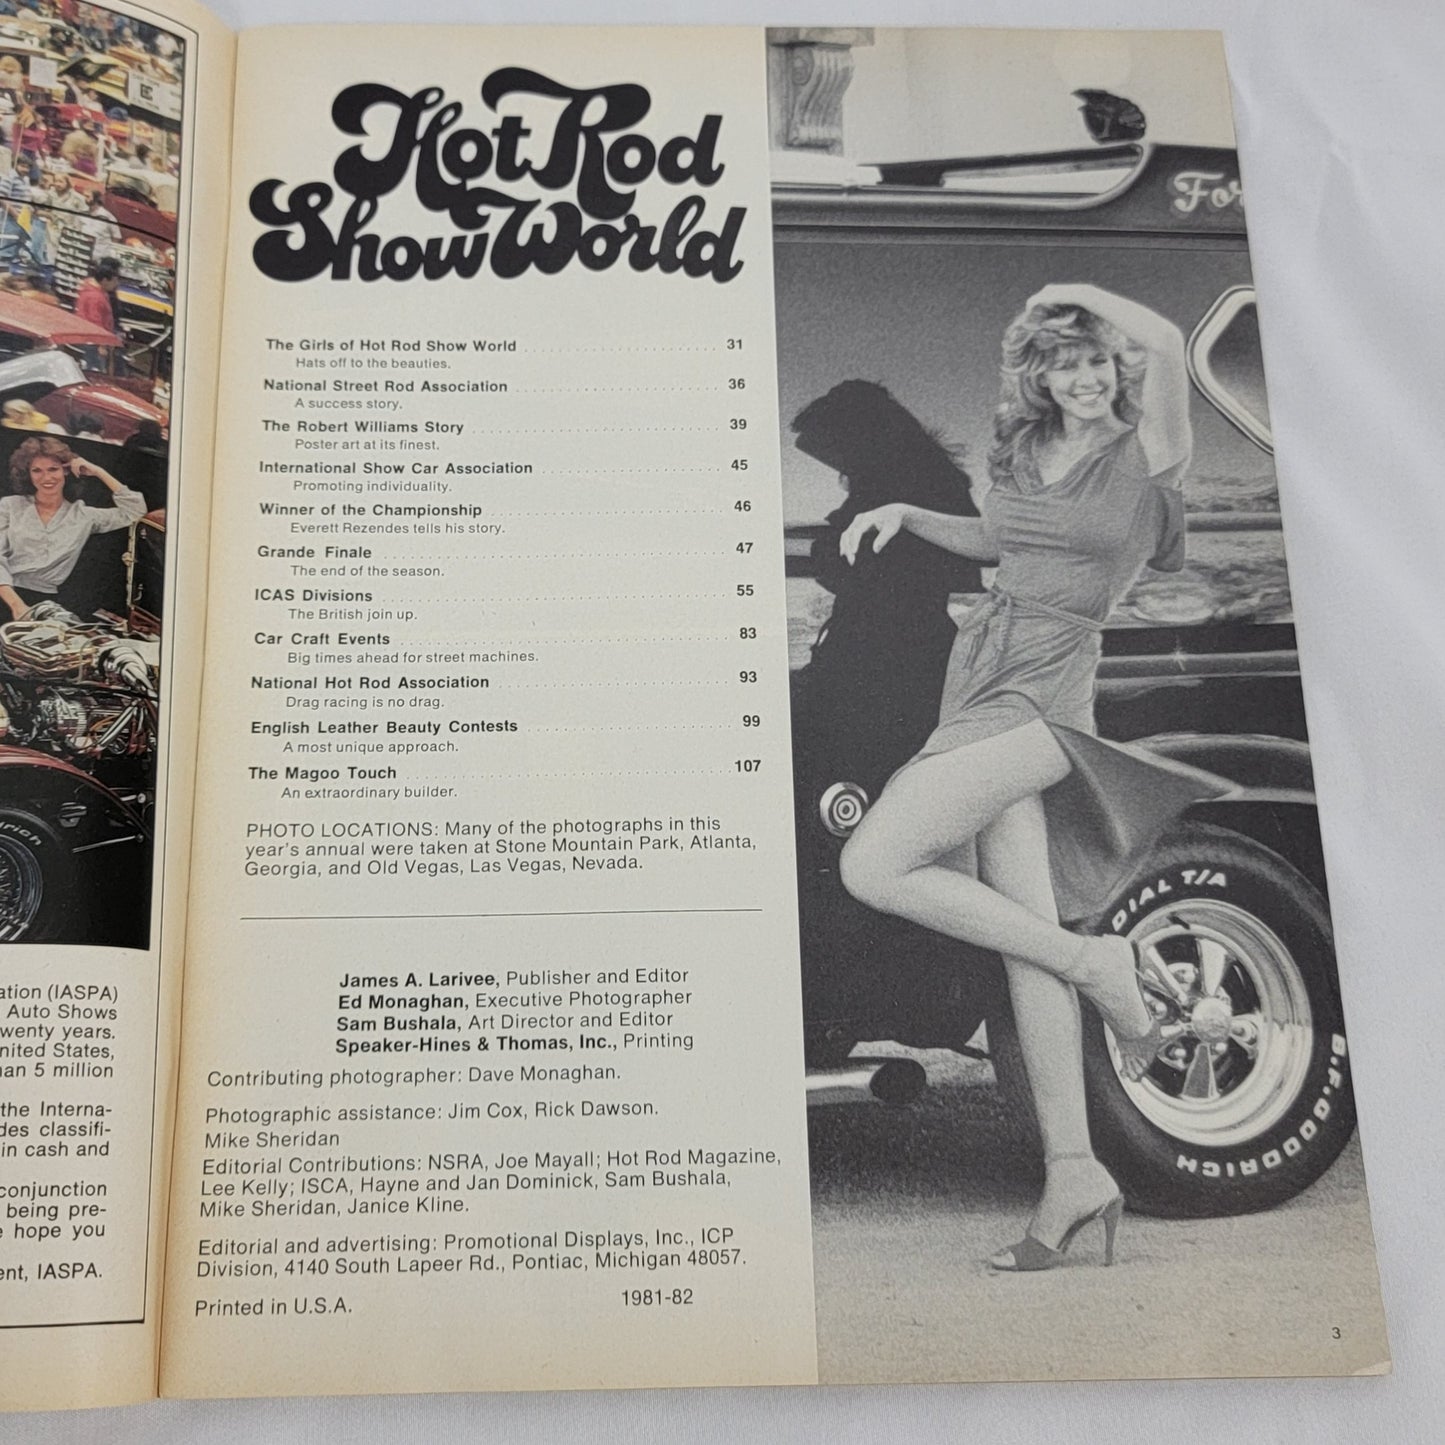 E
rich
ation (IASPA)
Auto Shows
wenty years.
nited States,
an 5 million
the Interna-
des classifi-
in cash and
conjunction
being pre-
e hope you
ent, IASPA.
Hot Rod
Show World
The Girls of Hot Rod Show World 31
Hats off to the beauties.
National Street Rod Association 36
A success story.
The Robert Williams Story 39
Poster art at its finest.
International Show Car Association 45
Promoting individuality.
Winner of the Championship 46
Everett Rezendes tells his story.
Grande Finale 47
The end of the season.
ICAS Divisions 55
The British join up.
Car Craft Events 83
Big times ahead for street machines.
National Hot Rod Association 93
Drag racing is no drag.
English Leather Beauty Contests 99
A most unique approach.
The Magoo Touch 107
An extraordinary builder.
PHOTO LOCATIONS: Many of the photographs in this
year's annual were taken at Stone Mountain Park, Atlanta,
Georgia, and Old Vegas, Las Vegas, Nevada.
James A. Larivee, Publisher and Editor
Ed Monaghan, Executive Photographer
Sam Bushala, Art Director and Editor
Speaker-Hines & Thomas, Inc., Printing
Contributing photographer: Dave Monaghan.
Photographic assistance: Jim Cox, Rick Dawson.
Mike Sheridan
Editorial Contributions: NSRA, Joe Mayall; Hot Rod Magazine,
Lee Kelly; ISCA, Hayne and Jan Dominick, Sam Bushala,
Mike Sheridan, Janice Kline.
Editorial and advertising: Promotional Displays, Inc., ICP
Division, 4140 South Lapeer Rd., Pontiac, Michigan 48057.
Printed in U.S.A. 1981-82
For
DIAL T/A
B.F.GOODRICH
3